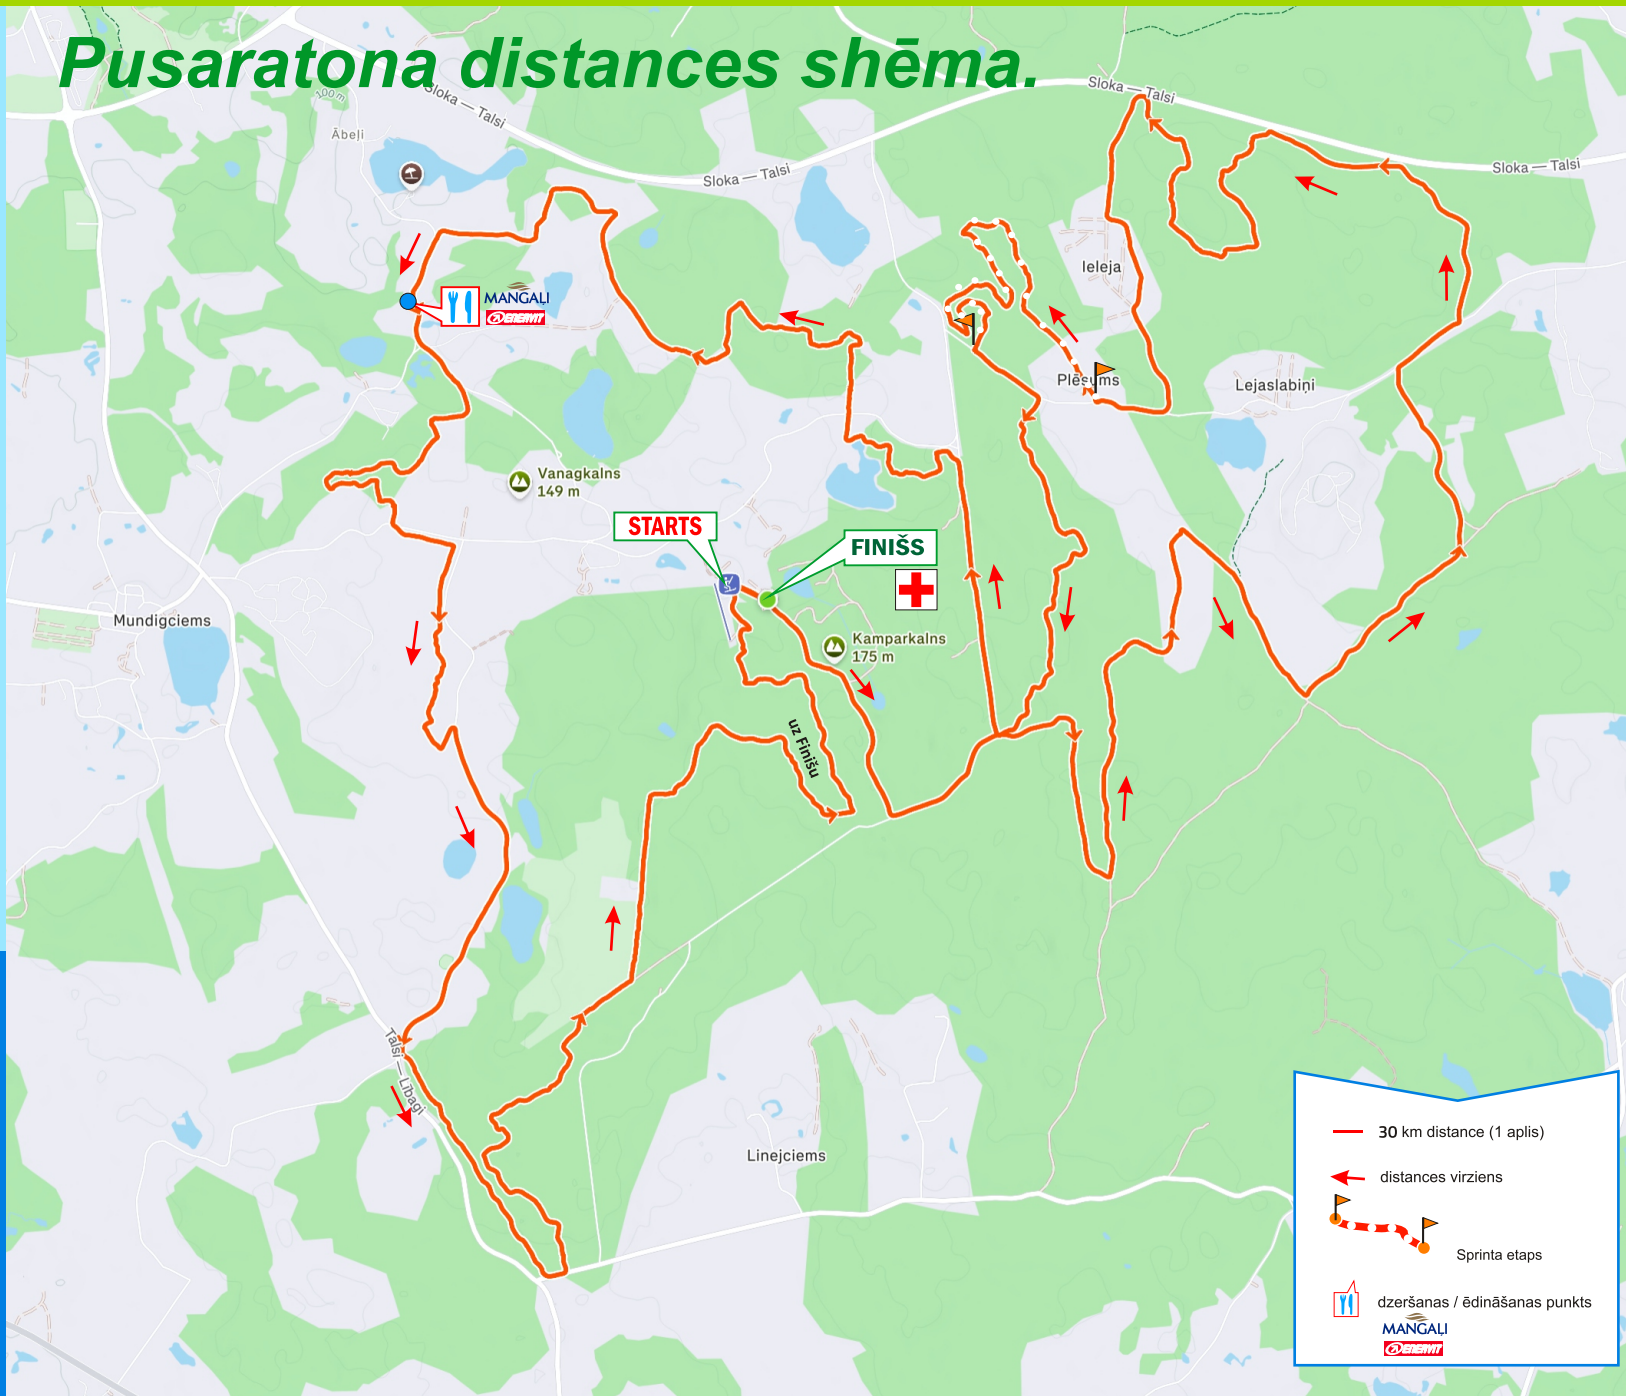 Pusaratona distances shēma.
Sloka — Talsi
100 m
Sloka — Talsi
Ābeļi
Sloka — Talsi
Sloka — Talsi
Ieleja
MANGAĻI
ENERVIT
Plēsums
Lejaslabiņi
Vanagkalns
149 m
STARTS
FINIŠS
Mundigciems
Kamparkalns
175 m
uz Finišu
Talsi — Lībagi
Linejciems
30 km distance (1 aplis)
distances virziens
Sprinta etaps
dzeršanas / ēdināšanas punkts
MANGAĻI
ENERVIT